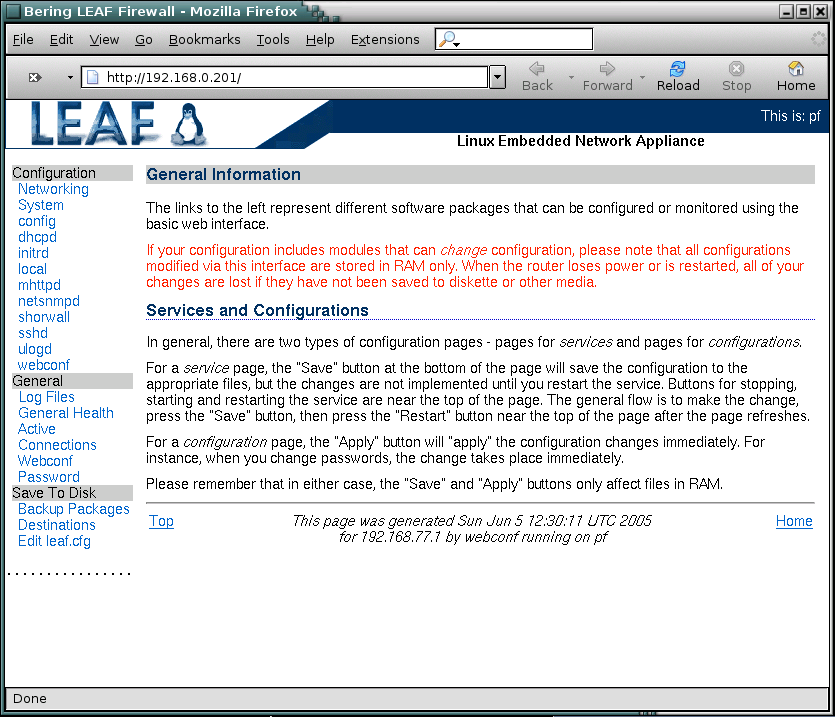 Bering LEAF Firewall - Mozilla Firefox
File Edit View Go Bookmarks Tools Help Extensions
http://192.168.0.201/ Back Forward Reload Stop Home
LEAF
This is: pf
Linux Embedded Network Appliance
Configuration
Networking
System
config
dhcpd
initrd
local
mhttpd
netsnmpd
shorwall
sshd
ulogd
webconf
General
Log Files
General Health
Active
Connections
Webconf
Password
Save To Disk
Backup Packages
Destinations
Edit leaf.cfg
. . . . . . . . . . . . . . . .
General Information
The links to the left represent different software packages that can be configured or monitored using the
basic web interface.
If your configuration includes modules that can change configuration, please note that all configurations
modified via this interface are stored in RAM only. When the router loses power or is restarted, all of your
changes are lost if they have not been saved to diskette or other media.
Services and Configurations
In general, there are two types of configuration pages - pages for services and pages for configurations.
For a service page, the "Save" button at the bottom of the page will save the configuration to the
appropriate files, but the changes are not implemented until you restart the service. Buttons for stopping,
starting and restarting the service are near the top of the page. The general flow is to make the change,
press the "Save" button, then press the "Restart" button near the top of the page after the page refreshes.
For a configuration page, the "Apply" button will "apply" the configuration changes immediately. For
instance, when you change passwords, the change takes place immediately.
Please remember that in either case, the "Save" and "Apply" buttons only affect files in RAM.
Top This page was generated Sun Jun 5 12:30:11 UTC 2005 Home
for 192.168.77.1 by webconf running on pf
Done